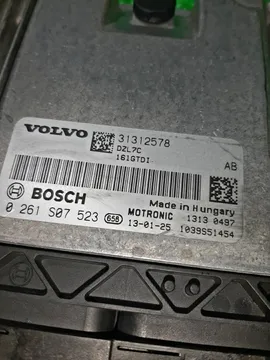 VOLVO 31312578
DZL7C
161GTDI AB
BOSCH Made in Hungary
0 261 S07 523 658 MOTRONIC 1313 0497
13-01-25 1039S51454